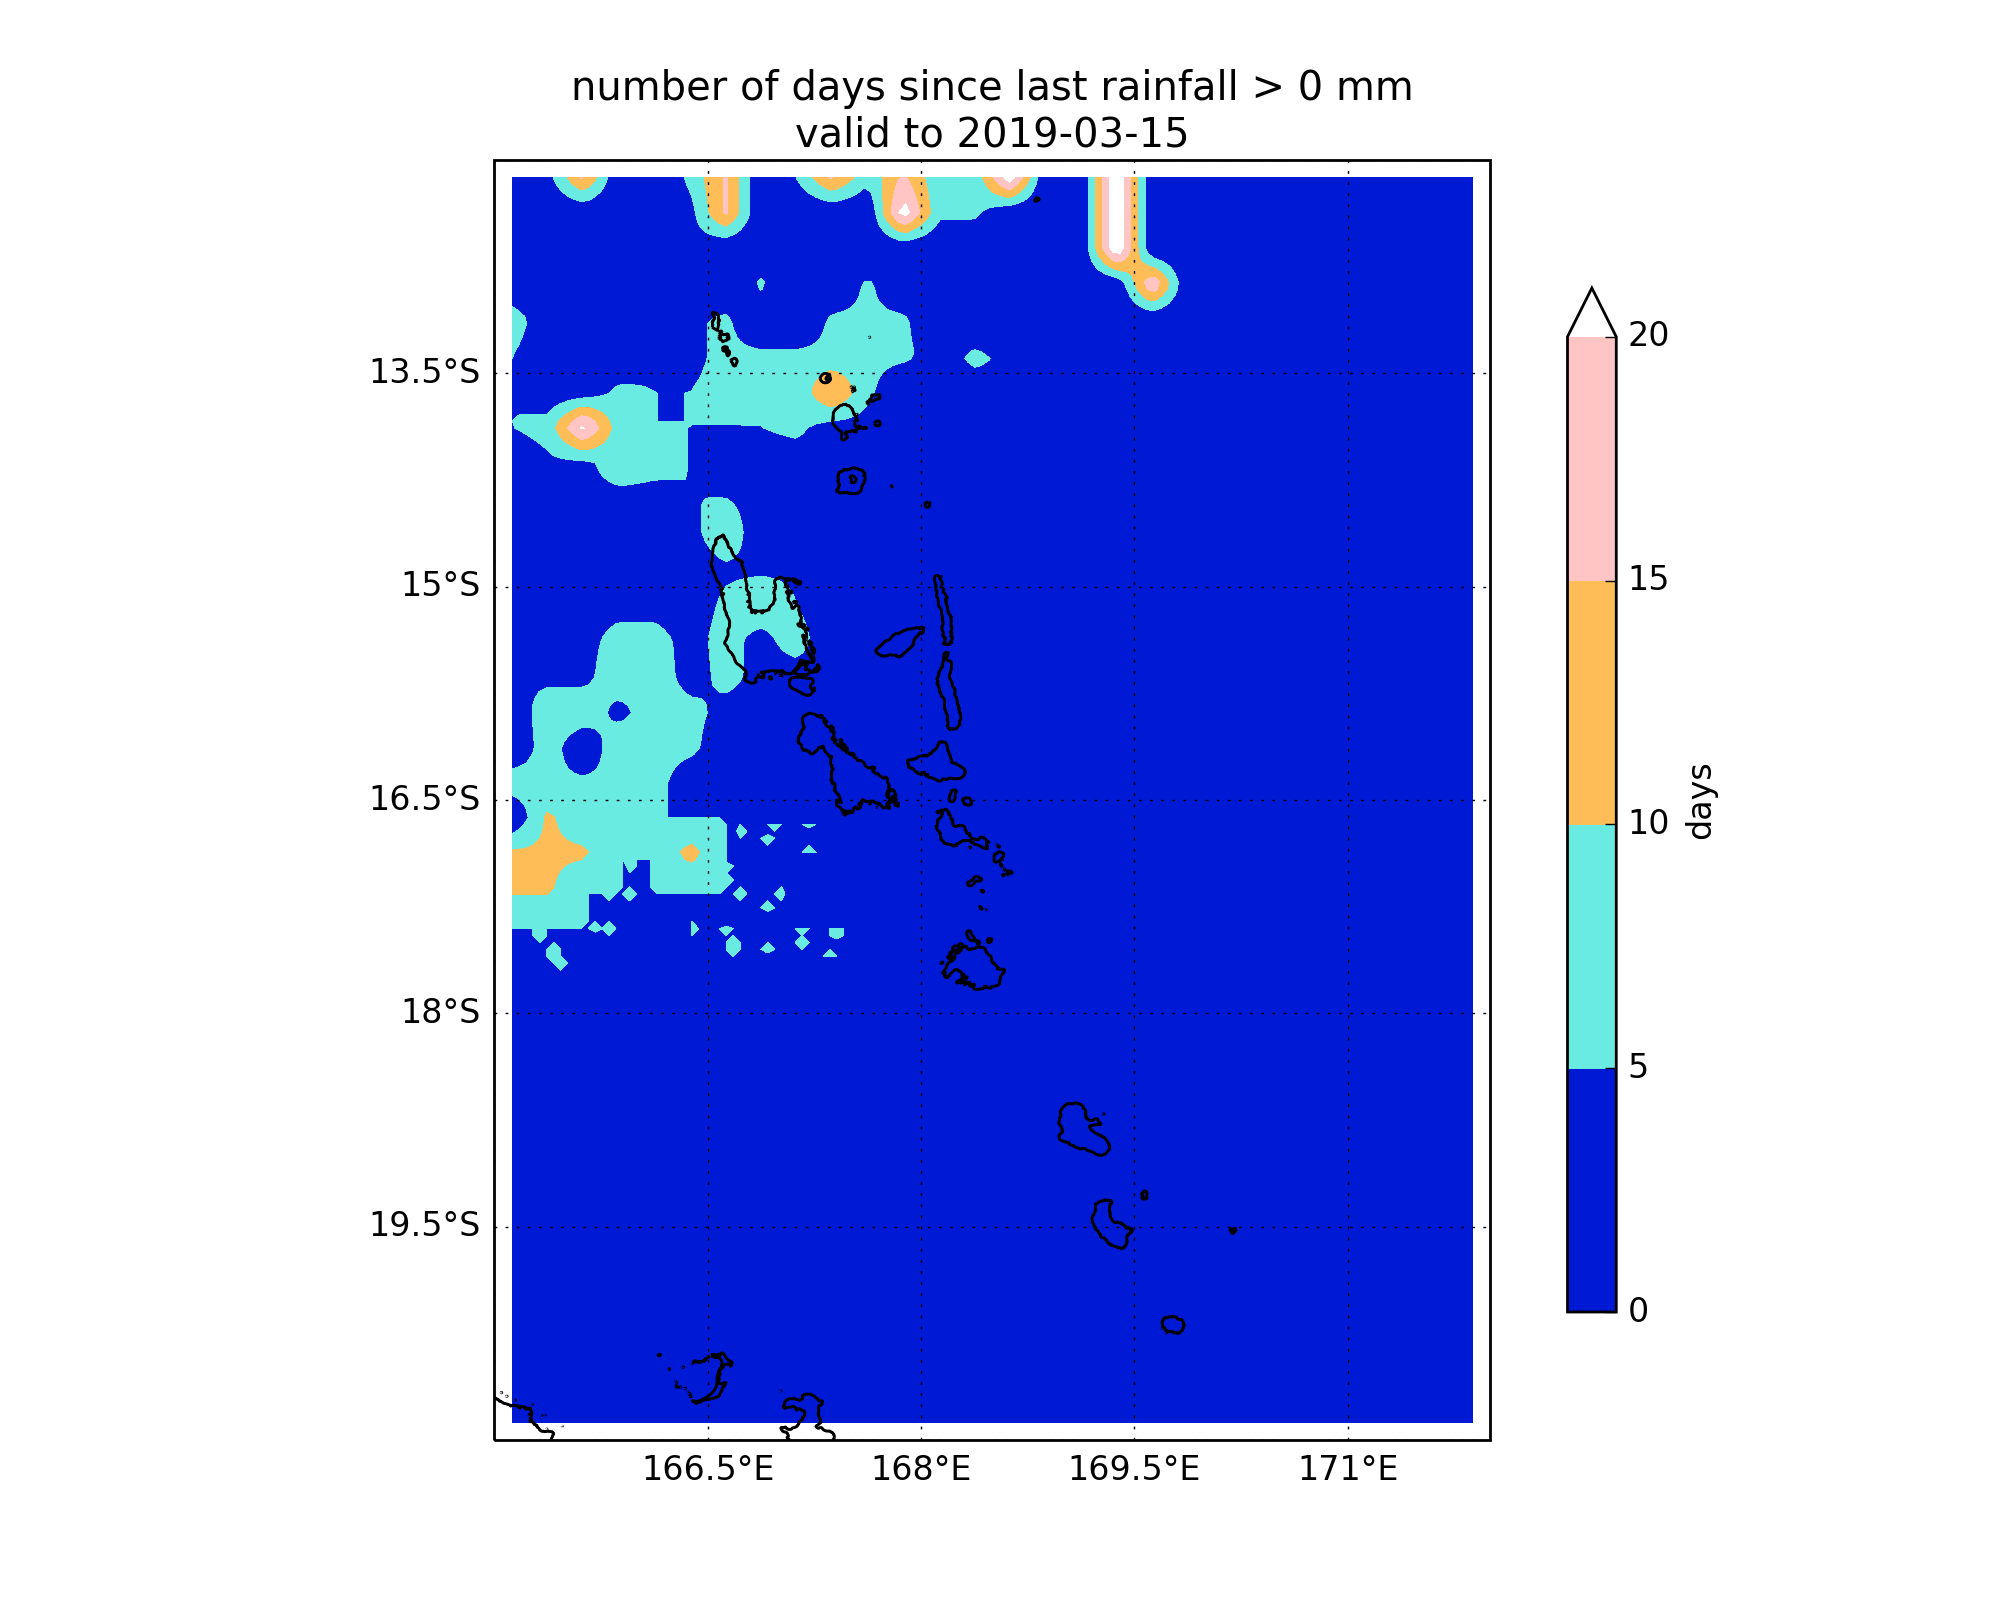 number of days since last rainfall > 0 mm
valid to 2019-03-15
13.5°S
15°S
16.5°S
18°S
19.5°S
166.5°E
168°E
169.5°E
171°E
20
15
10
5
0
days